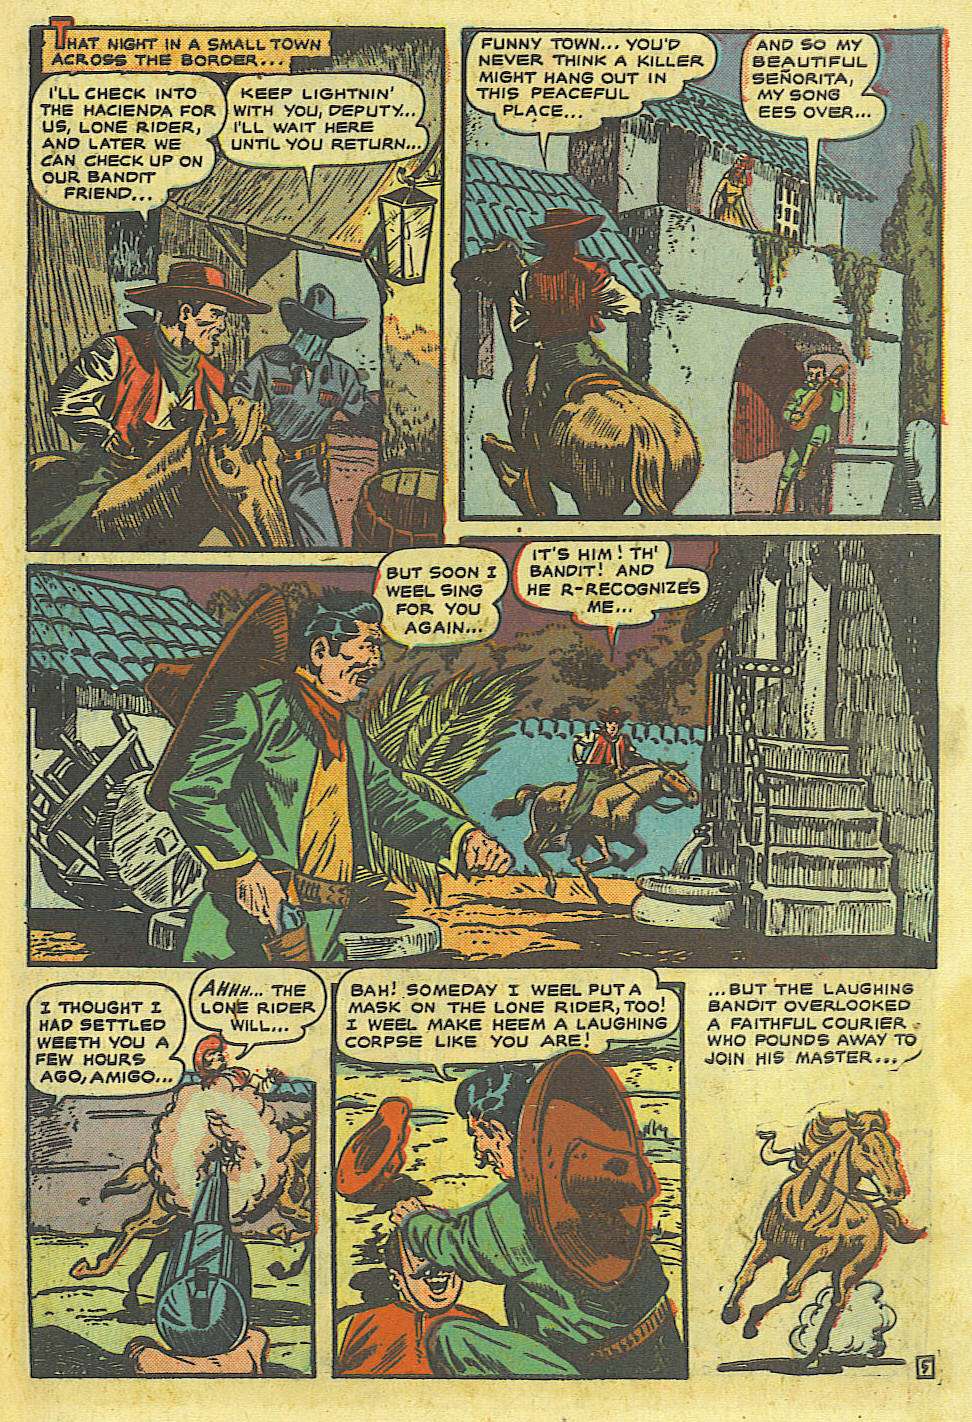 THAT NIGHT IN A SMALL TOWN
ACROSS THE BORDER...
I'LL CHECK INTO
THE HACIENDA FOR
US, LONE RIDER,
AND LATER WE
CAN CHECK UP ON
OUR BANDIT
FRIEND...
KEEP LIGHTNIN'
WITH YOU, DEPUTY...
I'LL WAIT HERE
UNTIL YOU RETURN...
FUNNY TOWN... YOU'D
NEVER THINK A KILLER
MIGHT HANG OUT IN
THIS PEACEFUL
PLACE...
AND SO MY
BEAUTIFUL
SEÑORITA,
MY SONG
EES OVER...
BUT SOON I
WEEL SING
FOR YOU
AGAIN...
IT'S HIM! TH'
BANDIT! AND
HE R-RECOGNIZES
ME...
I THOUGHT I
HAD SETTLED
WEETH YOU A
FEW HOURS
AGO, AMIGO...
AHHH... THE
LONE RIDER
WILL...
BAH! SOMEDAY I WEEL PUT A
MASK ON THE LONE RIDER, TOO!
I WEEL MAKE HEEM A LAUGHING
CORPSE LIKE YOU ARE!
...BUT THE LAUGHING
BANDIT OVERLOOKED
A FAITHFUL COURIER
WHO POUNDS AWAY TO
JOIN HIS MASTER...
5